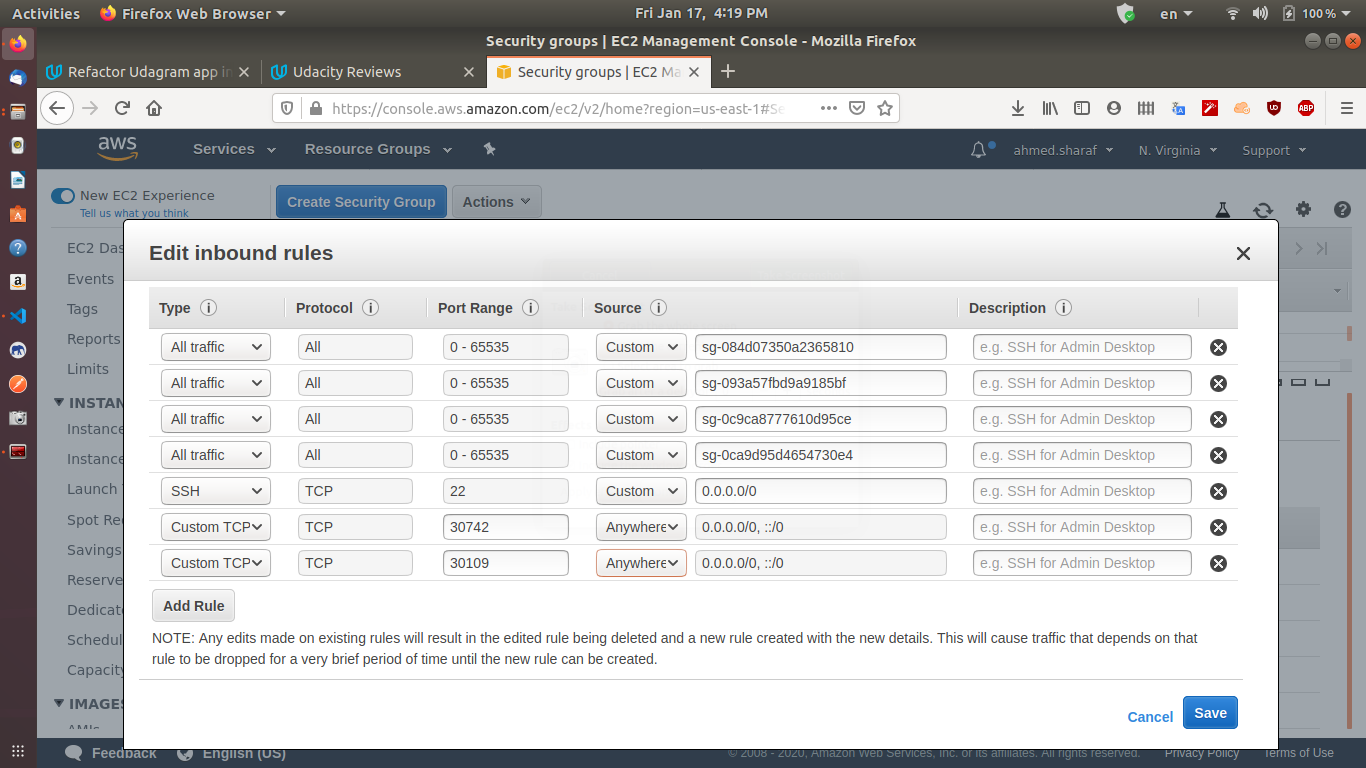 Activities Firefox Web Browser Fri Jan 17, 4:19 PM en 100 %
Security groups | EC2 Management Console - Mozilla Firefox
Refactor Udagram app in Udacity Reviews Security groups | EC2 Ma
https://console.aws.amazon.com/ec2/v2/home?region=us-east-1#Se
aws Services Resource Groups ahmed.sharaf N. Virginia Support
New EC2 Experience
Tell us what you think
Create Security Group Actions
EC2 Das
Events
Tags
Reports
Limits
INSTAN
Instance
Instance
Launch
Spot Re
Savings
Reserve
Dedicat
Schedul
Capacity
IMAGES
AMIs
Edit inbound rules
Type Protocol Port Range Source Description
All traffic All 0 - 65535 Custom sg-084d07350a2365810 e.g. SSH for Admin Desktop
All traffic All 0 - 65535 Custom sg-093a57fbd9a9185bf e.g. SSH for Admin Desktop
All traffic All 0 - 65535 Custom sg-0c9ca8777610d95ce e.g. SSH for Admin Desktop
All traffic All 0 - 65535 Custom sg-0ca9d95d4654730e4 e.g. SSH for Admin Desktop
SSH TCP 22 Custom 0.0.0.0/0 e.g. SSH for Admin Desktop
Custom TCP TCP 30742 Anywhere 0.0.0.0/0, ::/0 e.g. SSH for Admin Desktop
Custom TCP TCP 30109 Anywhere 0.0.0.0/0, ::/0 e.g. SSH for Admin Desktop
Add Rule
NOTE: Any edits made on existing rules will result in the edited rule being deleted and a new rule created with the new details. This will cause traffic that depends on that
rule to be dropped for a very brief period of time until the new rule can be created.
Cancel Save
Feedback English (US) © 2008 - 2020, Amazon Web Services, Inc. or its affiliates. All rights reserved. Privacy Policy Terms of Use